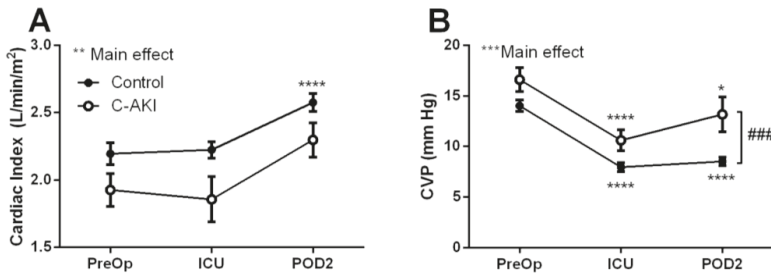 A
Cardiac Index (L/min/m²)
3.0
2.5
2.0
1.5
** Main effect
Control
C-AKI
****
PreOp ICU POD2
B
CVP (mm Hg)
20
15
10
5
0
***Main effect
****
*
****
****
###
PreOp ICU POD2